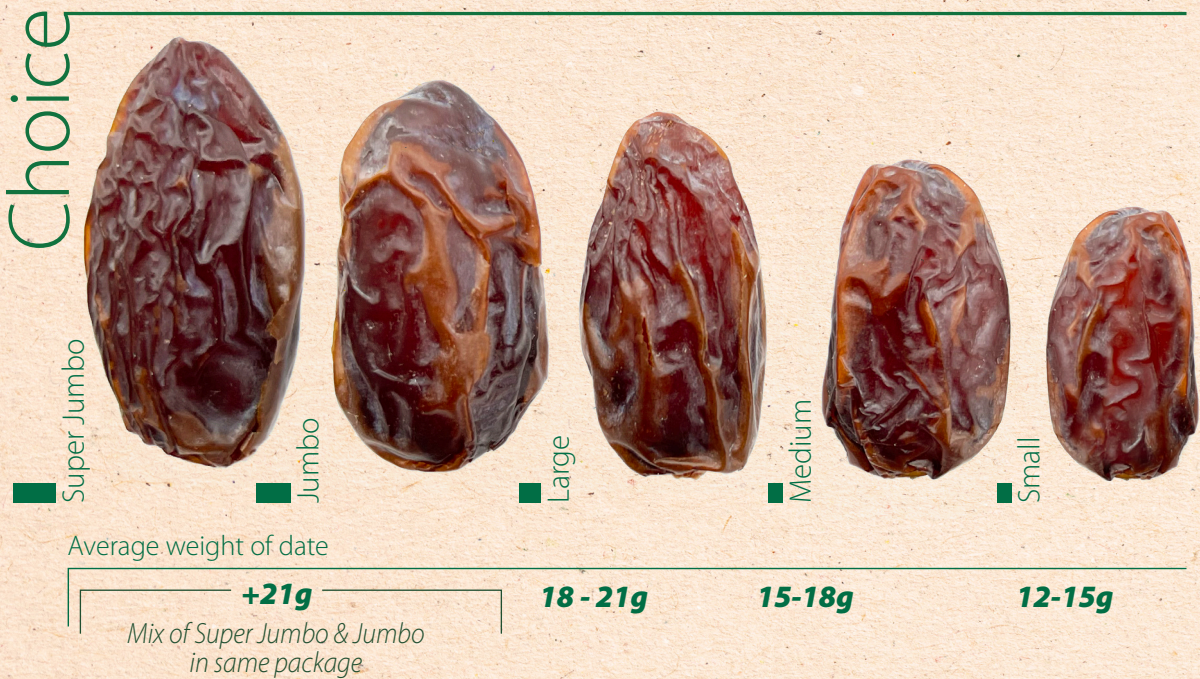 Choice
Super Jumbo
Jumbo
Large
Medium
Small
Average weight of date
+21g
18 - 21g
15-18g
12-15g
Mix of Super Jumbo & Jumbo
in same package